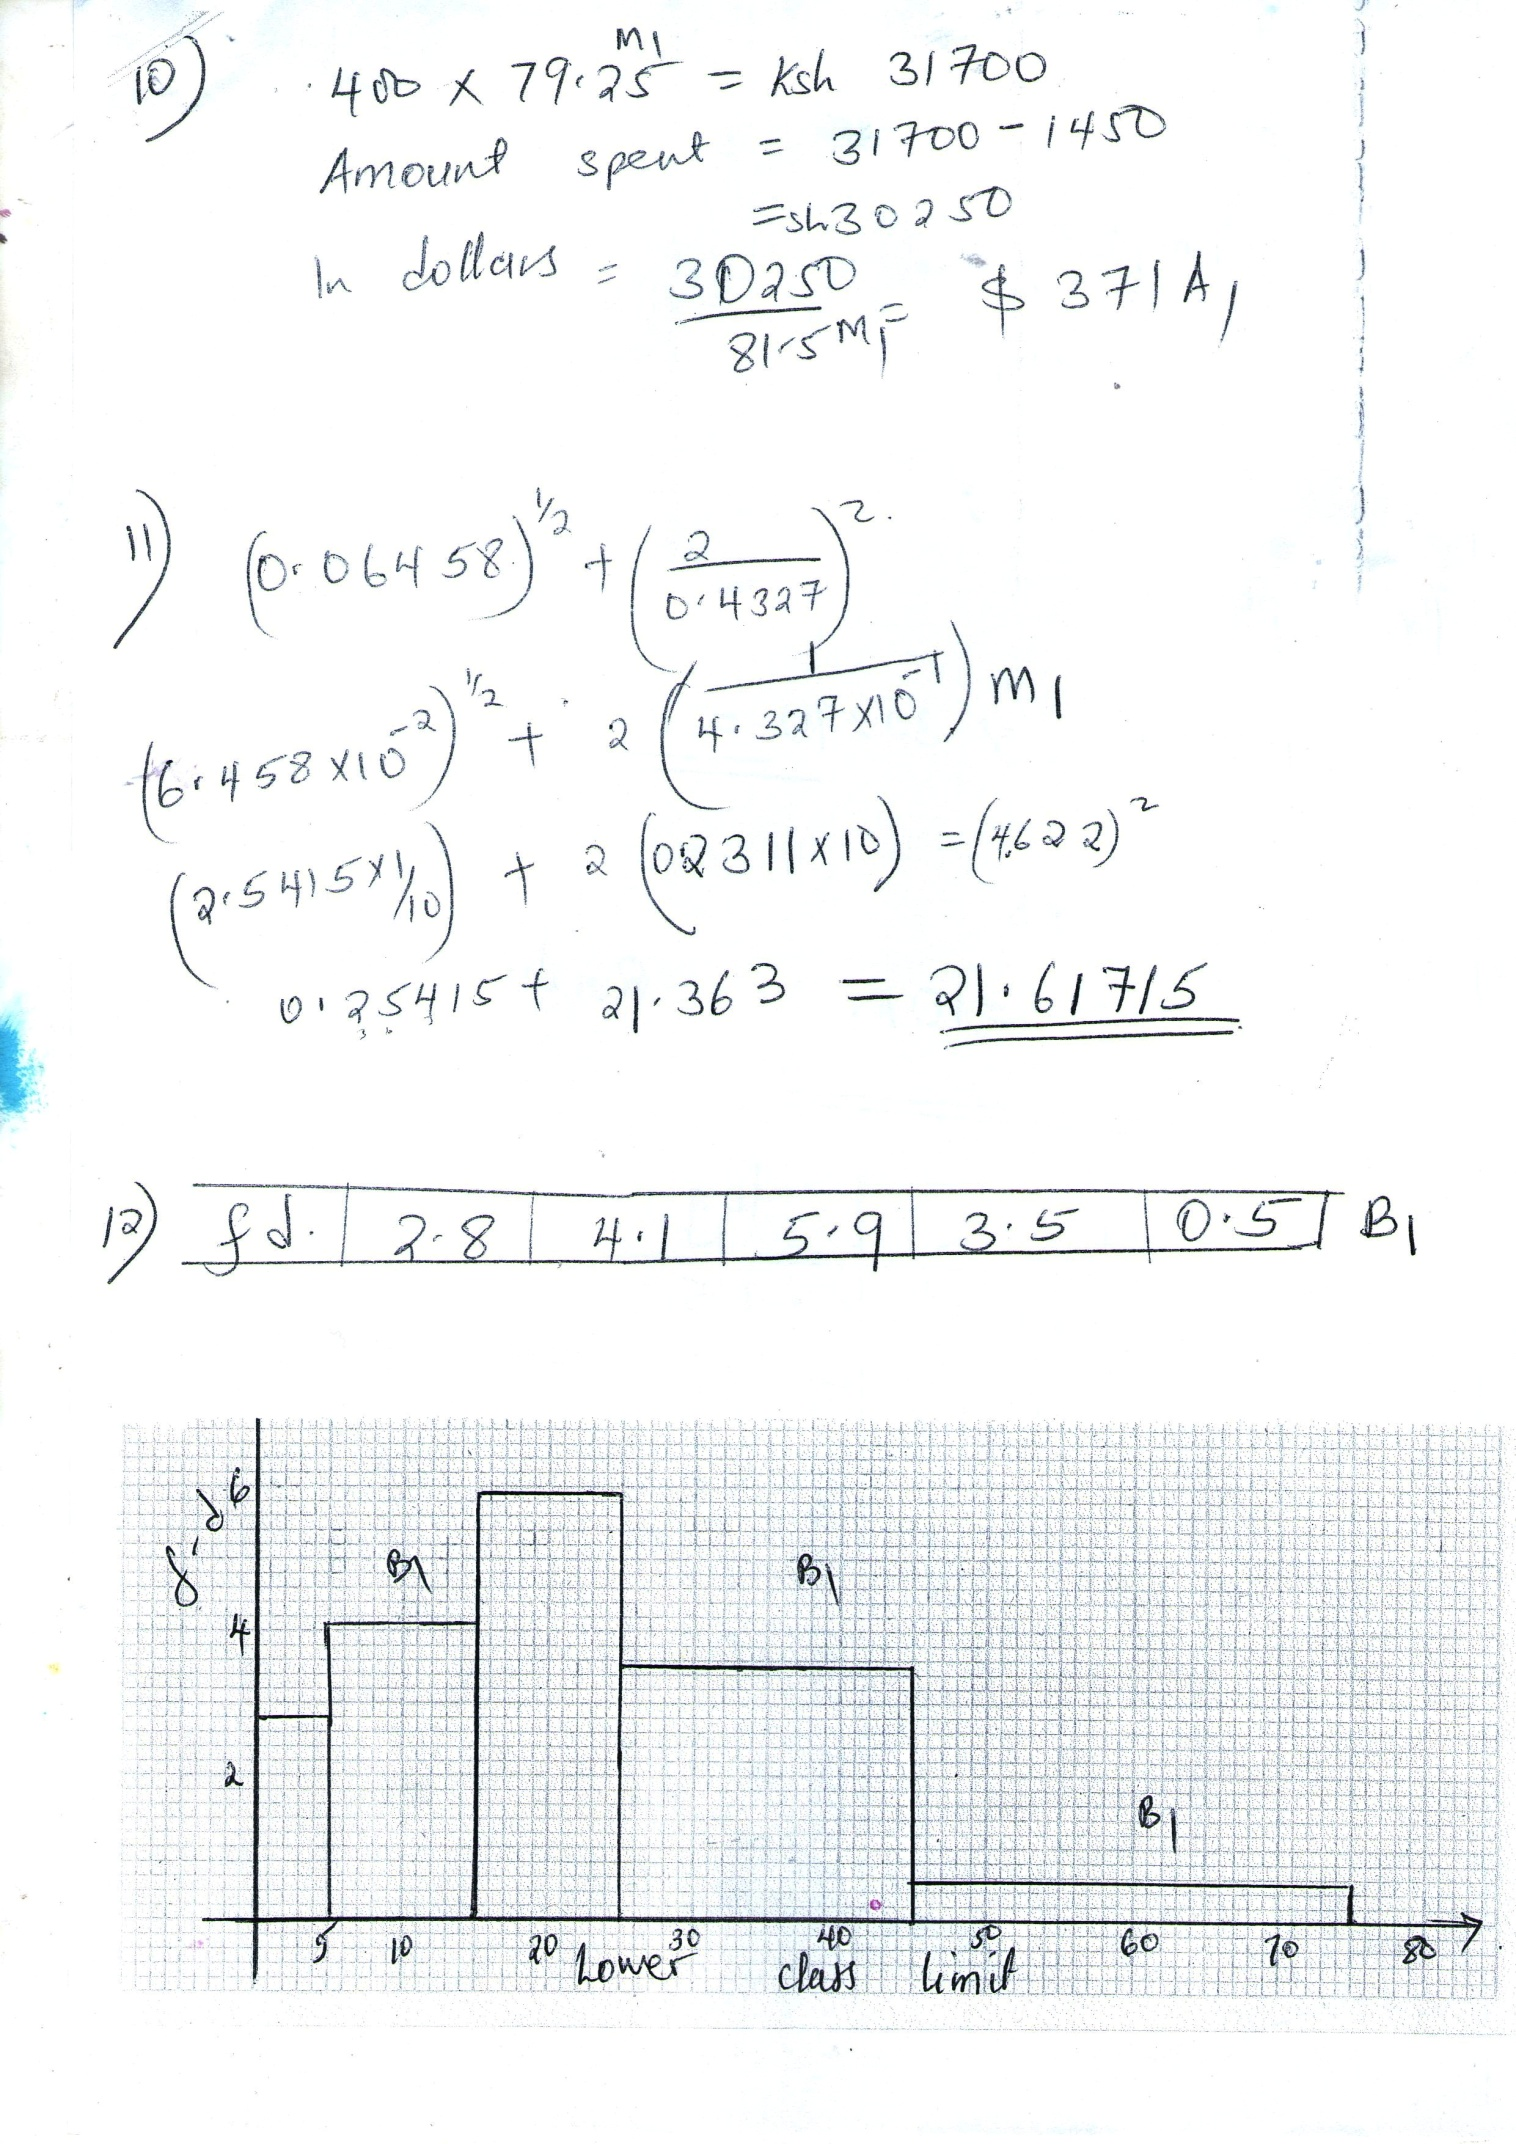 10)
M1
400 x 79.25 = Ksh 31700
Amount spent = 31700 - 1450
= sh 30250
In dollars = 30250/81.5 M1 = $ 371 A1
11) (0.06458)^1/2 + (2/0.4327)^2.
(6.458 x 10^-2)^1/2 + 2 (1/4.327 x 10^-1) M1
(2.5415 x 1/10) + 2 (0.2311 x 10) = (4.622)^2
0.25415 + 21.363 = 21.61715
12) f d. | 2.8 | 4.1 | 5.9 | 3.5 | 0.5 | B1
f.d
6
B1 B1
4
2
B1
5 10 20 30 40 50 60 70 80
Lower class limit